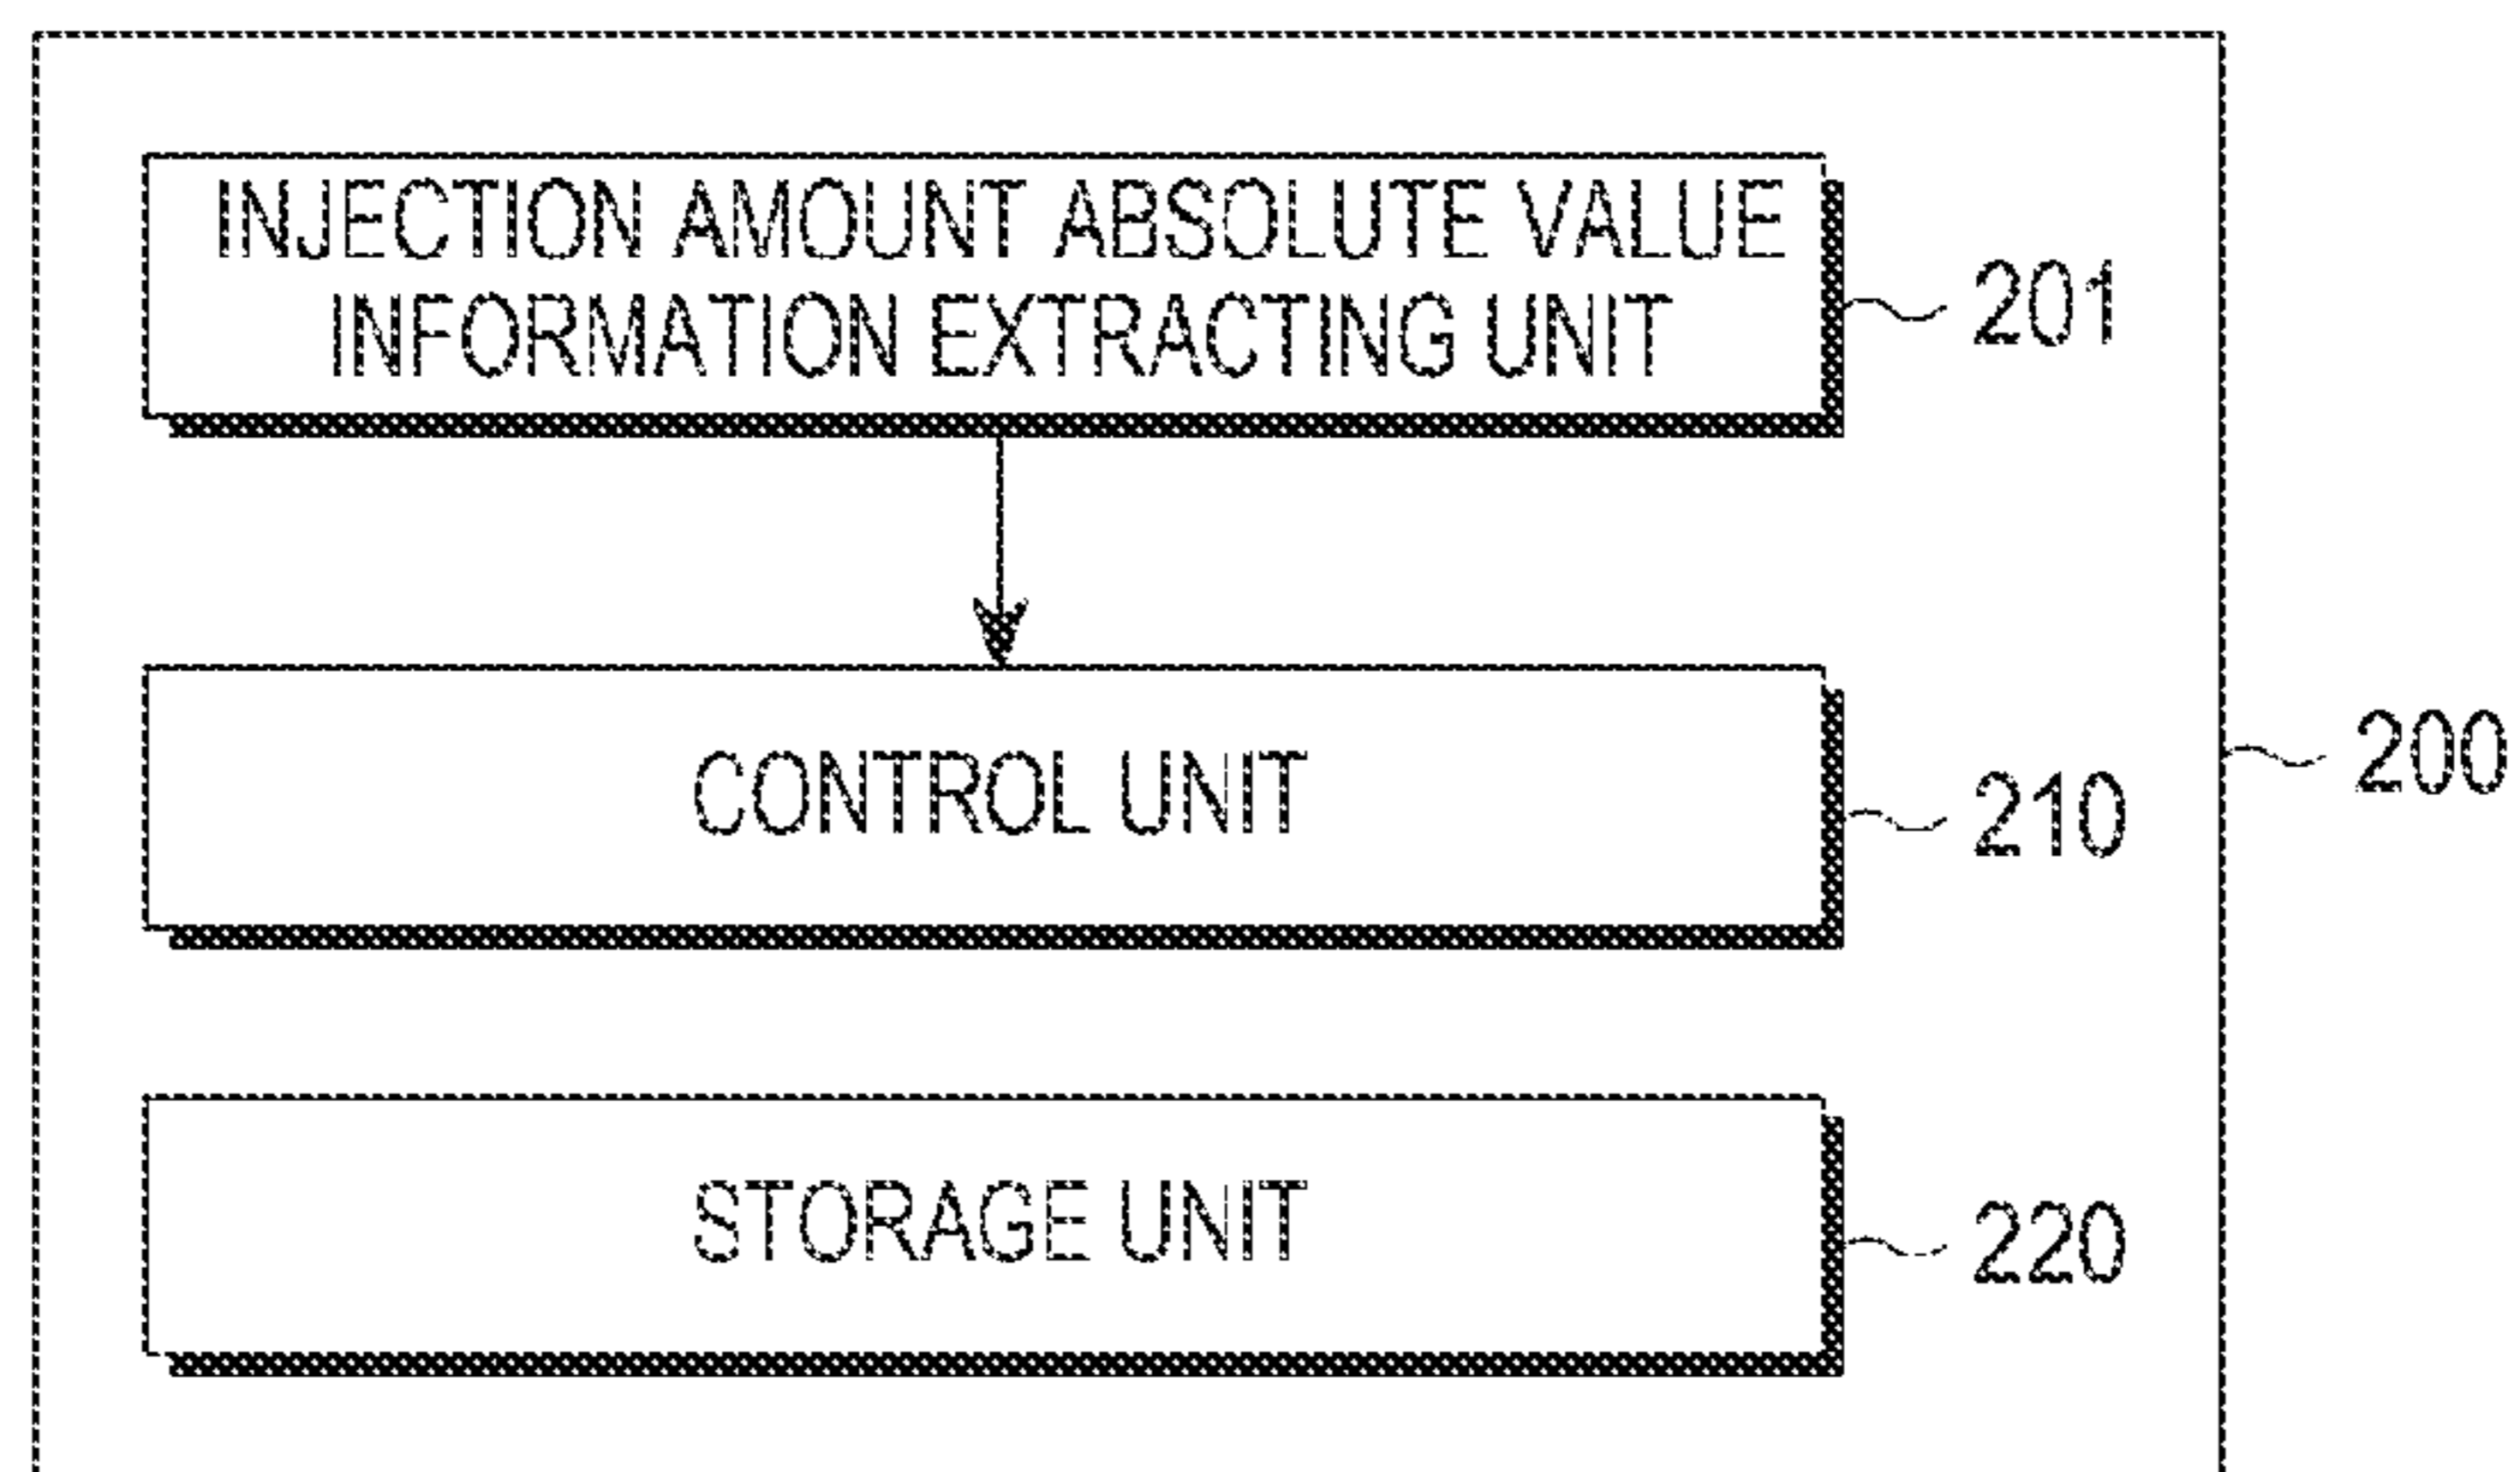 INJECTION AMOUNT ABSOLUTE VALUE
INFORMATION EXTRACTING UNIT
201
CONTROL UNIT
210
200
STORAGE UNIT
220